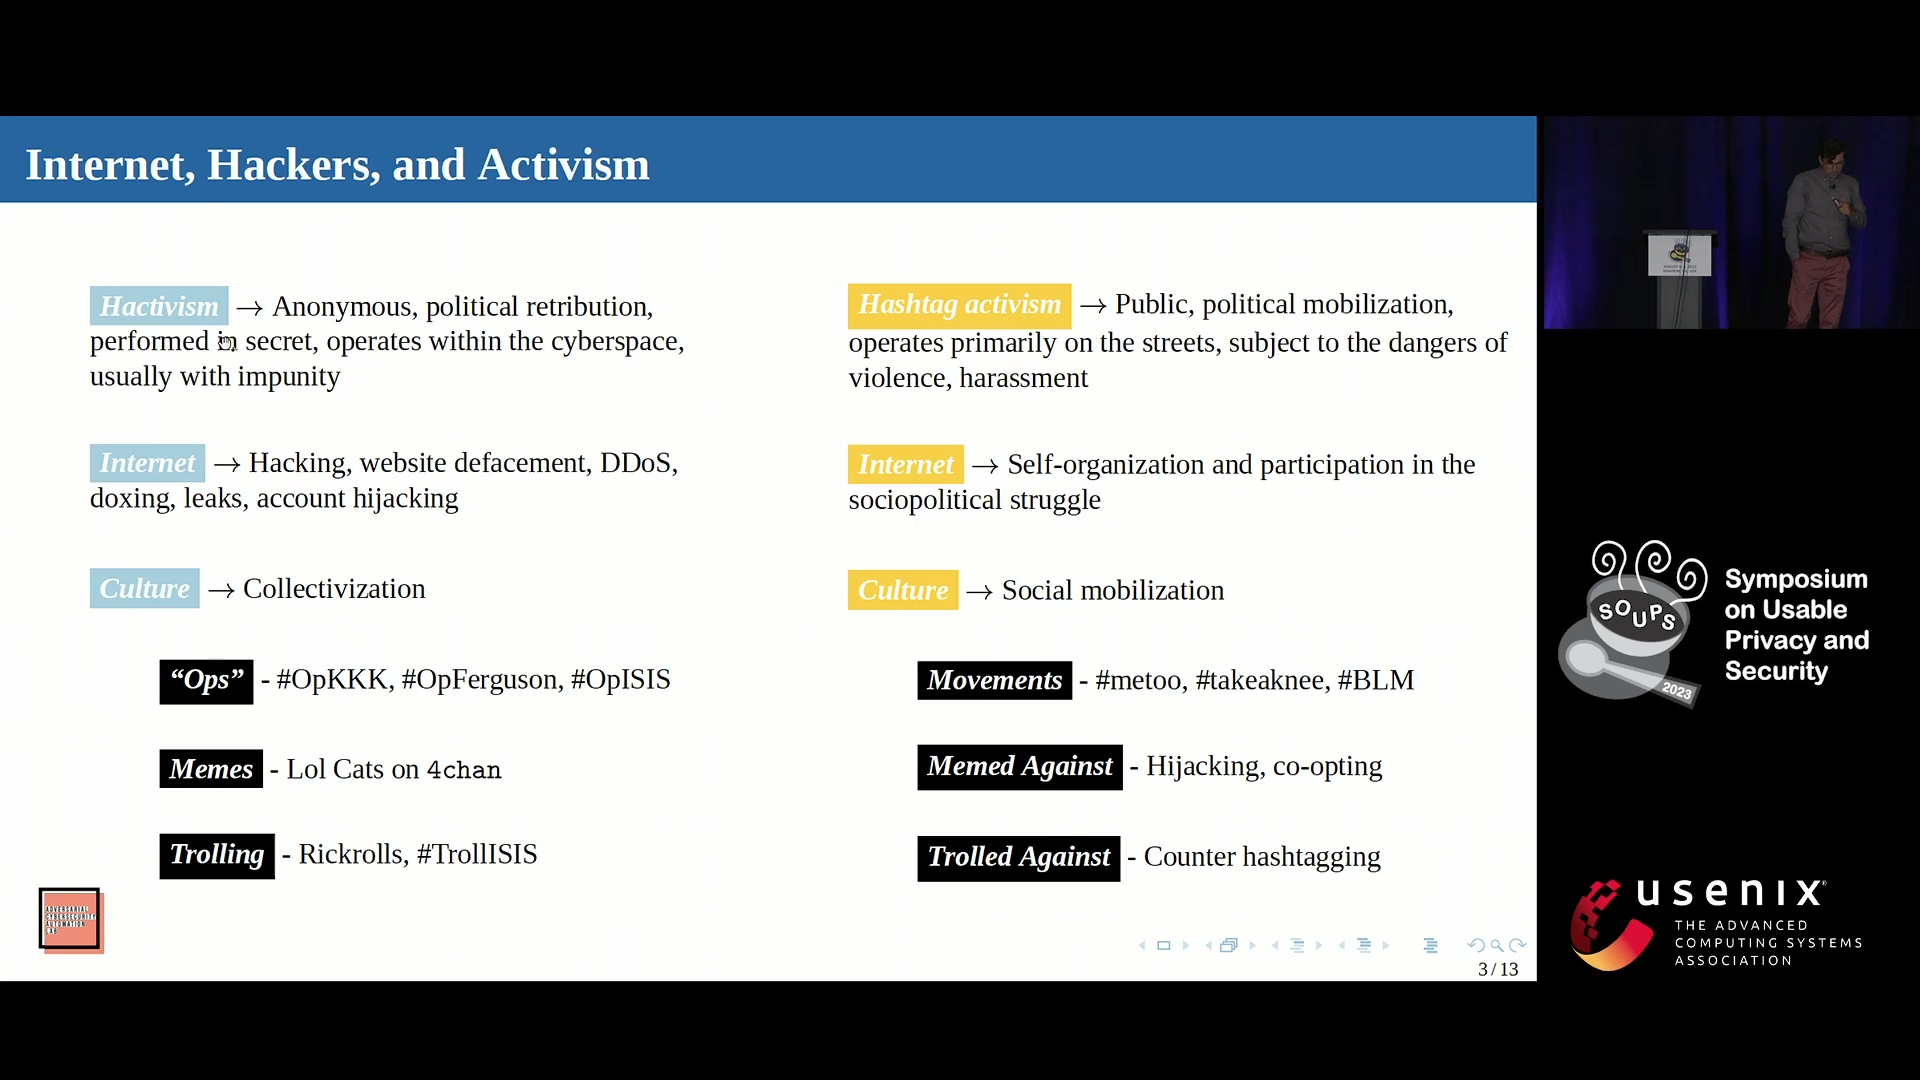 Internet, Hackers, and Activism
Hactivism → Anonymous, political retribution,
performed in secret, operates within the cyberspace,
usually with impunity
Internet → Hacking, website defacement, DDoS,
doxing, leaks, account hijacking
Culture → Collectivization
“Ops” - #OpKKK, #OpFerguson, #OpISIS
Memes - Lol Cats on 4chan
Trolling - Rickrolls, #TrollISIS
ADVERSARIAL
CYBERSECURITY
AUTOMATION
LAB
Hashtag activism → Public, political mobilization,
operates primarily on the streets, subject to the dangers of
violence, harassment
Internet → Self-organization and participation in the
sociopolitical struggle
Culture → Social mobilization
Movements - #metoo, #takeaknee, #BLM
Memed Against - Hijacking, co-opting
Trolled Against - Counter hashtagging
3 / 13
SOUPS
2023
Symposium
on Usable
Privacy and
Security
usenix
THE ADVANCED
COMPUTING SYSTEMS
ASSOCIATION